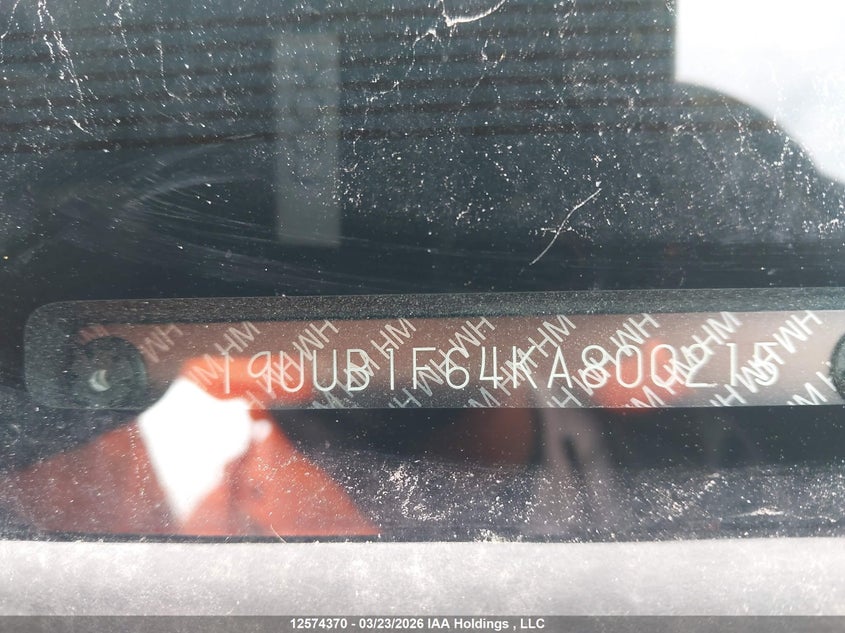 19UUB1F64KA800215
12574370 - 03/23/2026 IAA Holdings , LLC